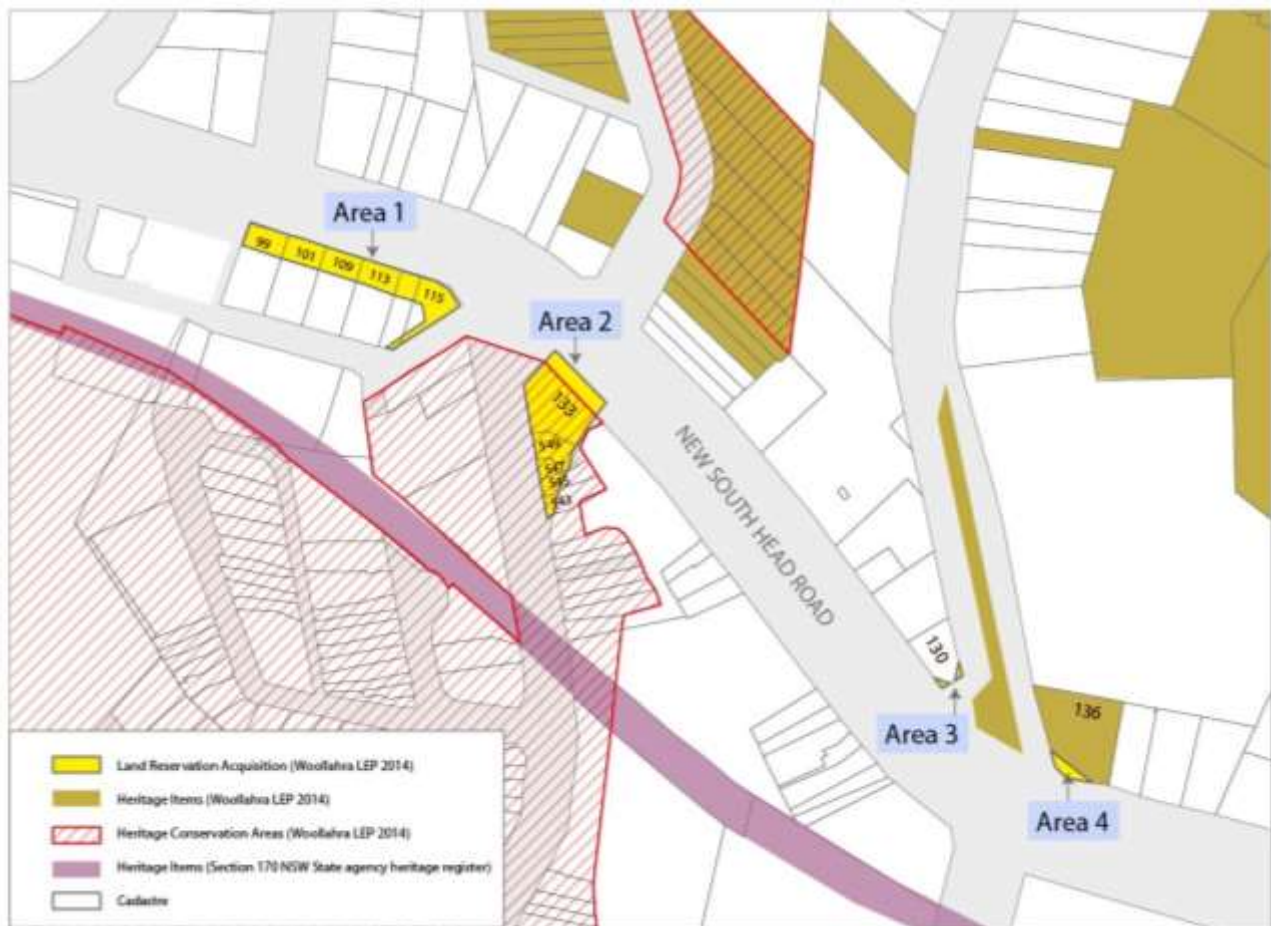 Area 1
99
101
109
113
115
Area 2
133
549
NEW SOUTH HEAD ROAD
130
Area 3
136
Area 4
Land Reservation Acquisition (Woollahra LEP 2014)
Heritage Items (Woollahra LEP 2014)
Heritage Conservation Areas (Woollahra LEP 2014)
Heritage Items (Section 170 NSW State agency heritage register)
Cadastre